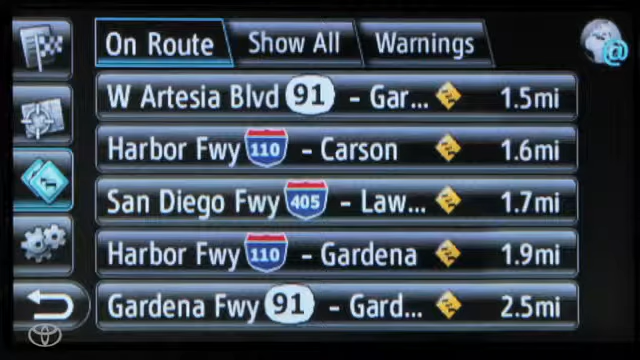 On Route Show All Warnings
W Artesia Blvd 91 - Gar... 1.5mi
Harbor Fwy 110 - Carson 1.6mi
San Diego Fwy 405 - Law... 1.7mi
Harbor Fwy 110 - Gardena 1.9mi
Gardena Fwy 91 - Gard... 2.5mi